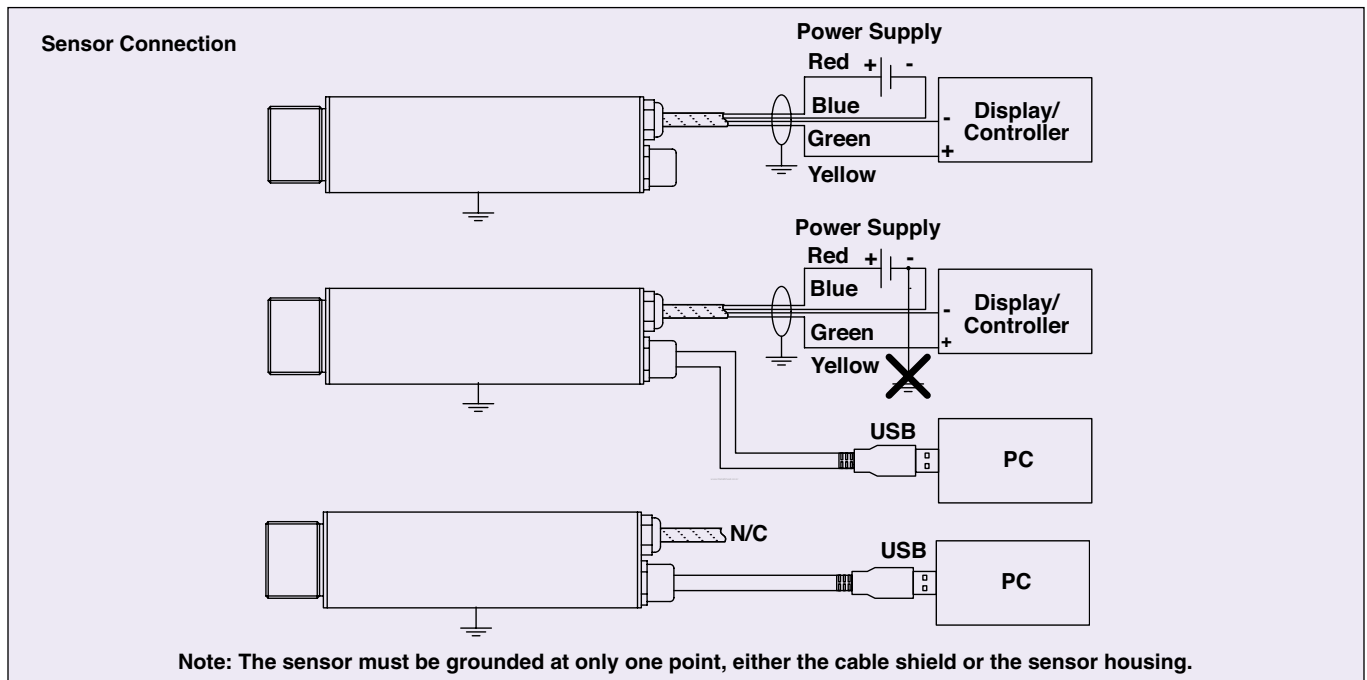 Sensor Connection
Power Supply
Red + -
Blue
Green
Yellow
-
+
Display/
Controller
Power Supply
Red + -
Blue
Green
Yellow
-
+
Display/
Controller
USB
PC
N/C
USB
PC
Note: The sensor must be grounded at only one point, either the cable shield or the sensor housing.